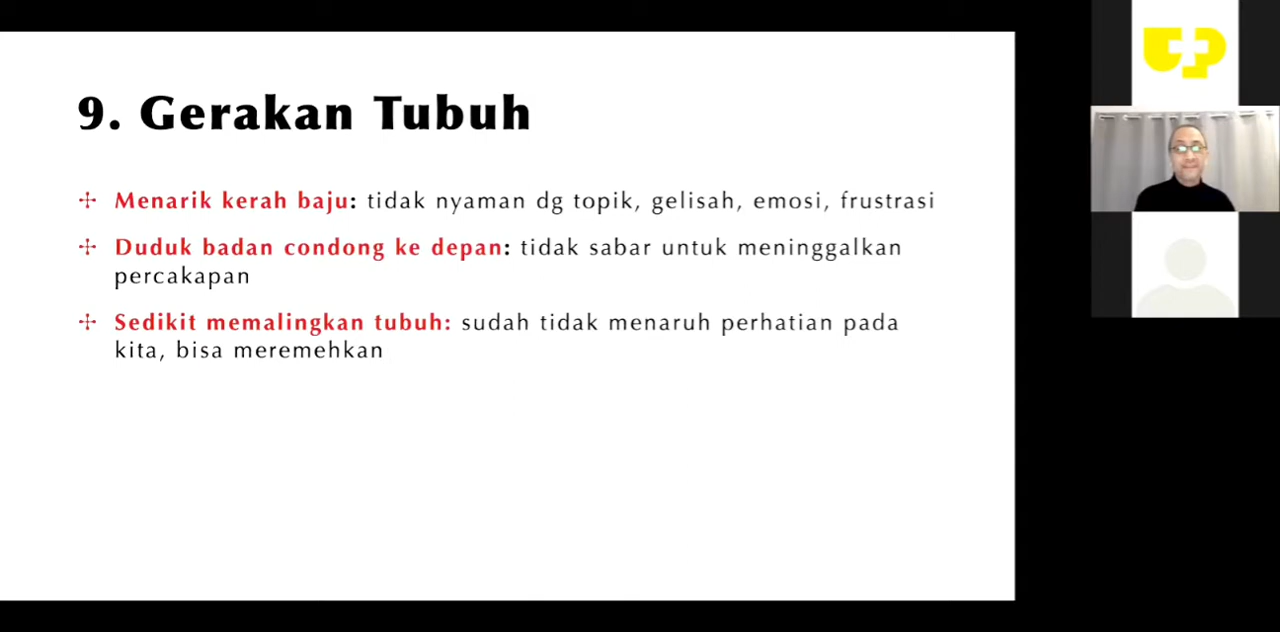 9. Gerakan Tubuh
Menarik kerah baju: tidak nyaman dg topik, gelisah, emosi, frustrasi
Duduk badan condong ke depan: tidak sabar untuk meninggalkan
percakapan
Sedikit memalingkan tubuh: sudah tidak menaruh perhatian pada
kita, bisa meremehkan